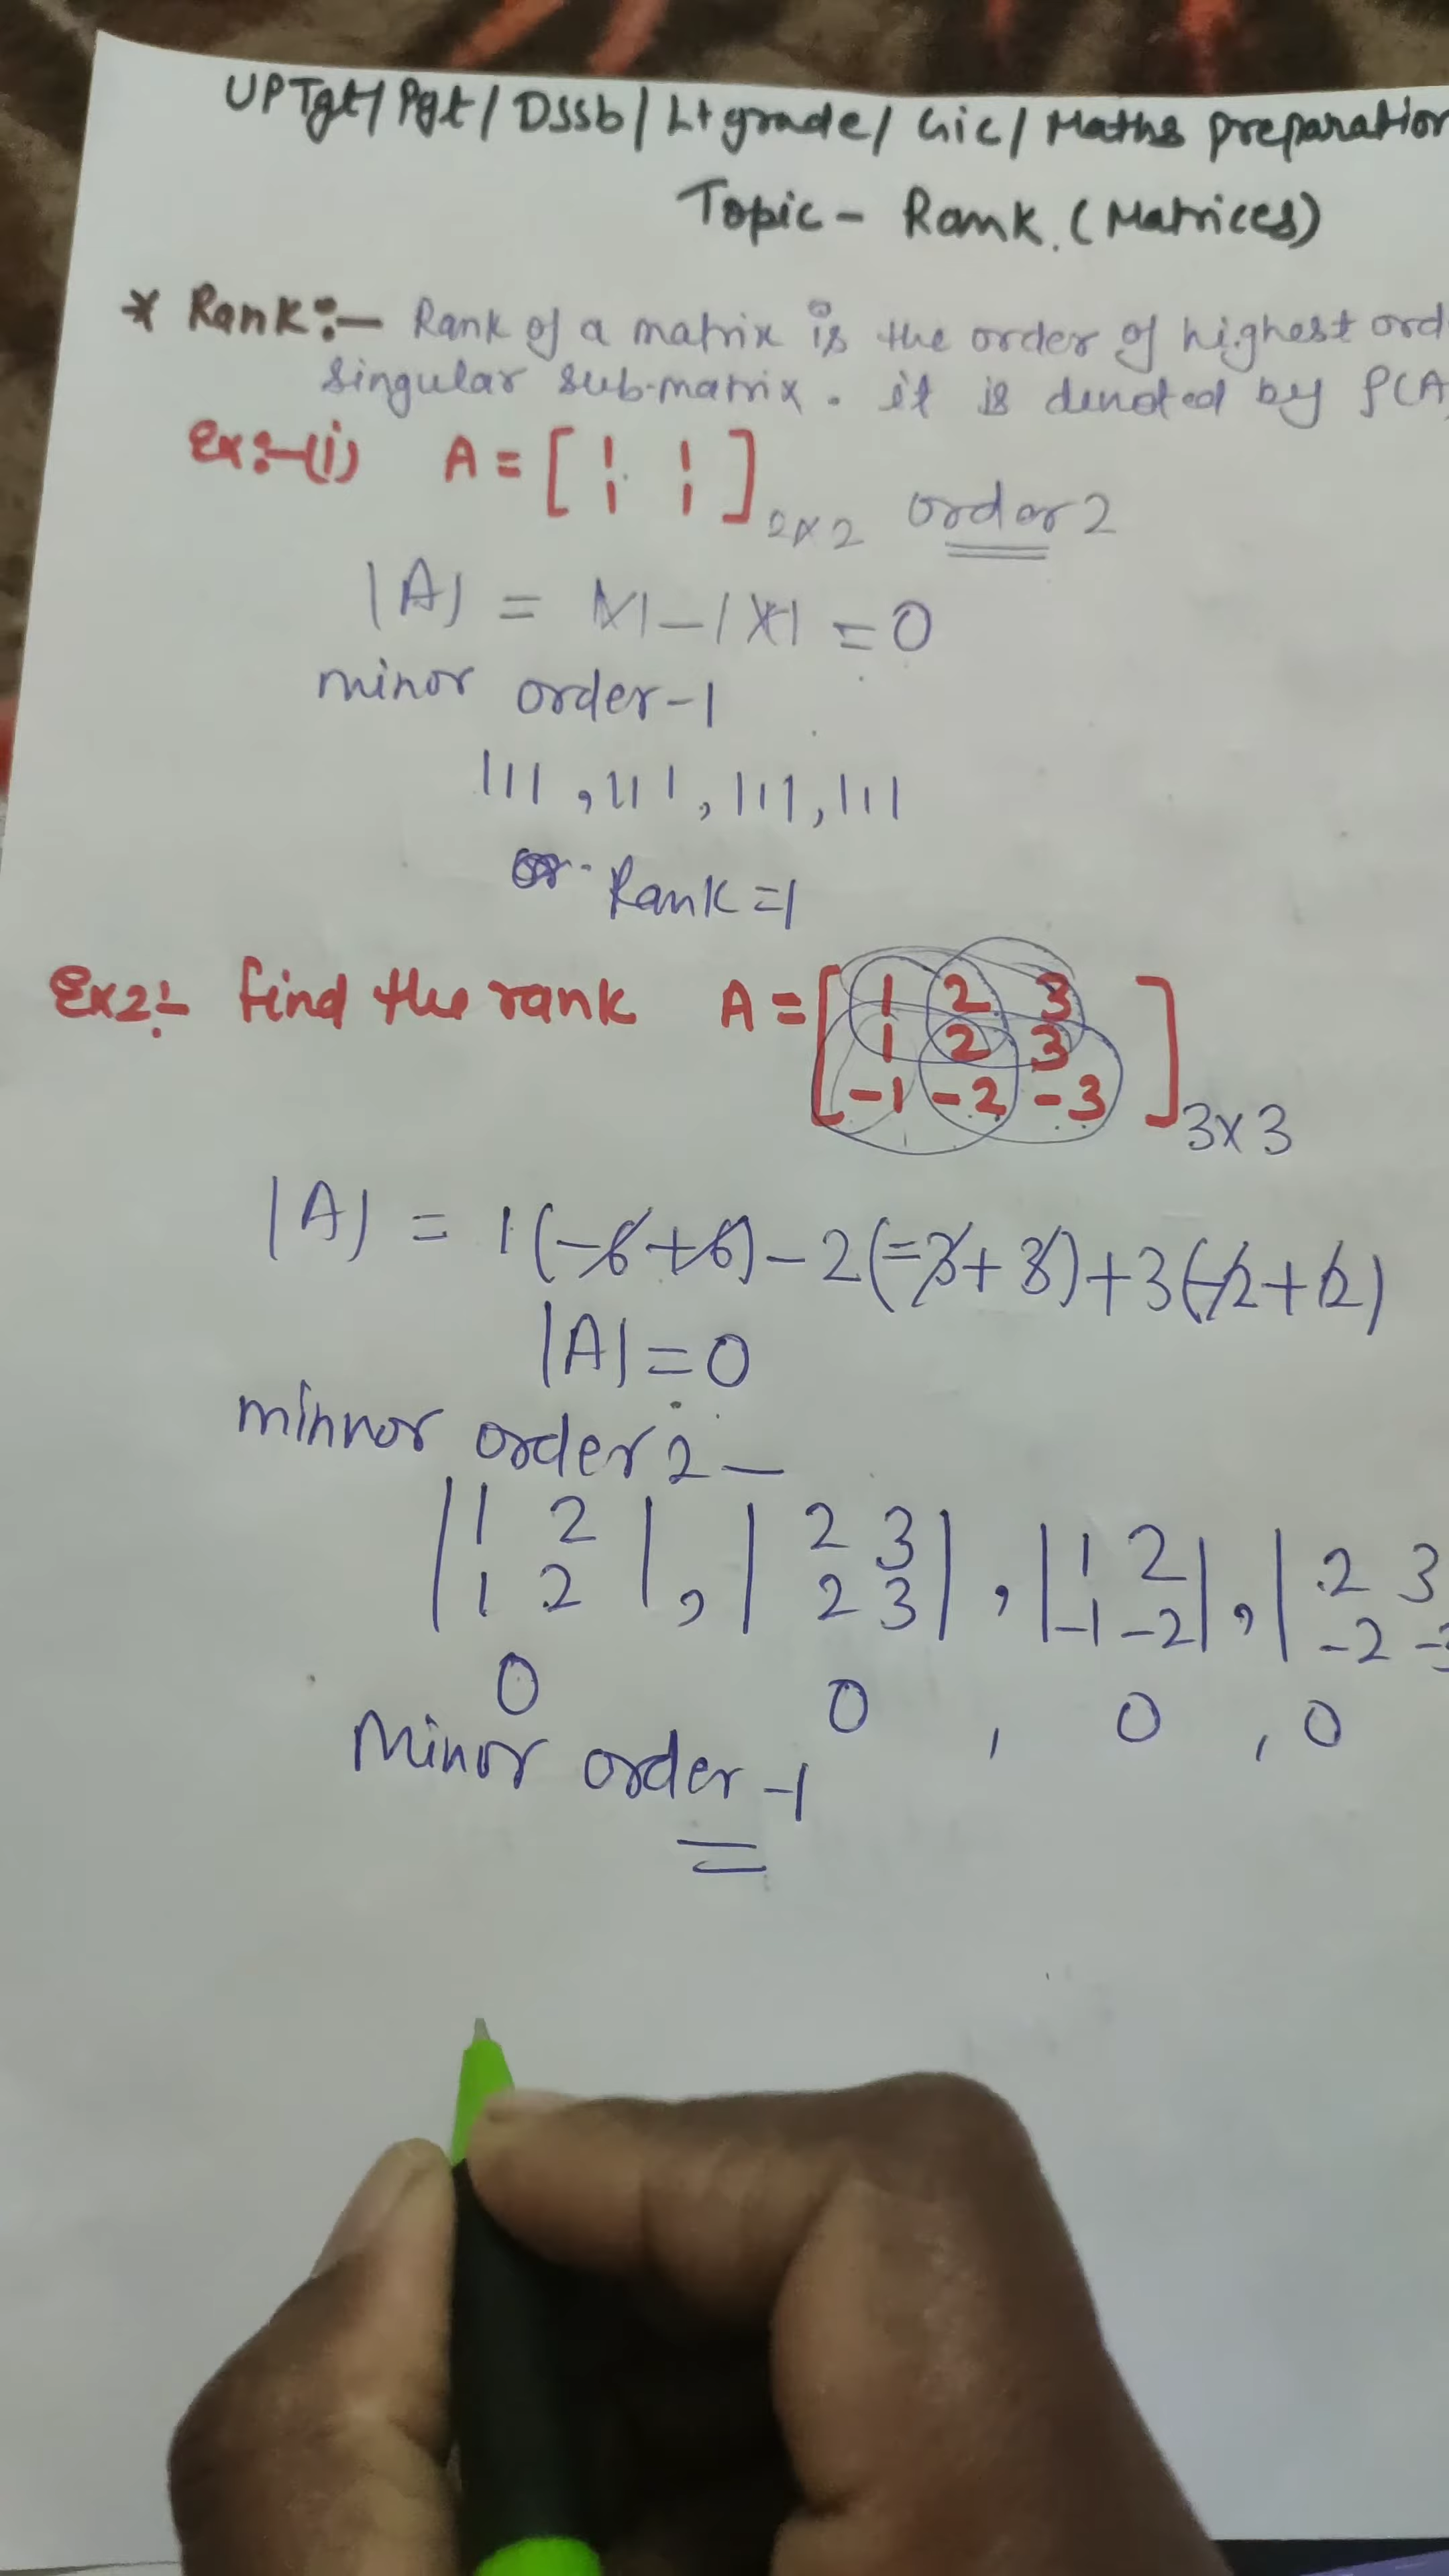 UPTgt/Pgt/Dssb/Lt grade/Gic/Maths preparation
Topic - Rank. (Matrices)
* Rank:- Rank of a matrix is the order of highest ord
singular sub-matrix. it is denoted by ρ(A
Ex:-(i) A = [ 1 1
1 1 ] 2×2 order 2
|A| = 1×1 - 1×1 = 0
minor order-1
|1|, |1|, |1|, |1|
Rank = 1
Ex2:- find the rank A = [ 1 2 3
1 2 3
-1 -2 -3 ] 3×3
|A| = 1(-6+6) - 2(-3+3) + 3(-2+2)
|A| = 0
minnor order 2 -
|1 2| , |2 3| , |1 2| , |2 3
|1 2| , |2 3| , |-1 -2| , |-2 -3
0 0 , 0 , 0
Minor order -1